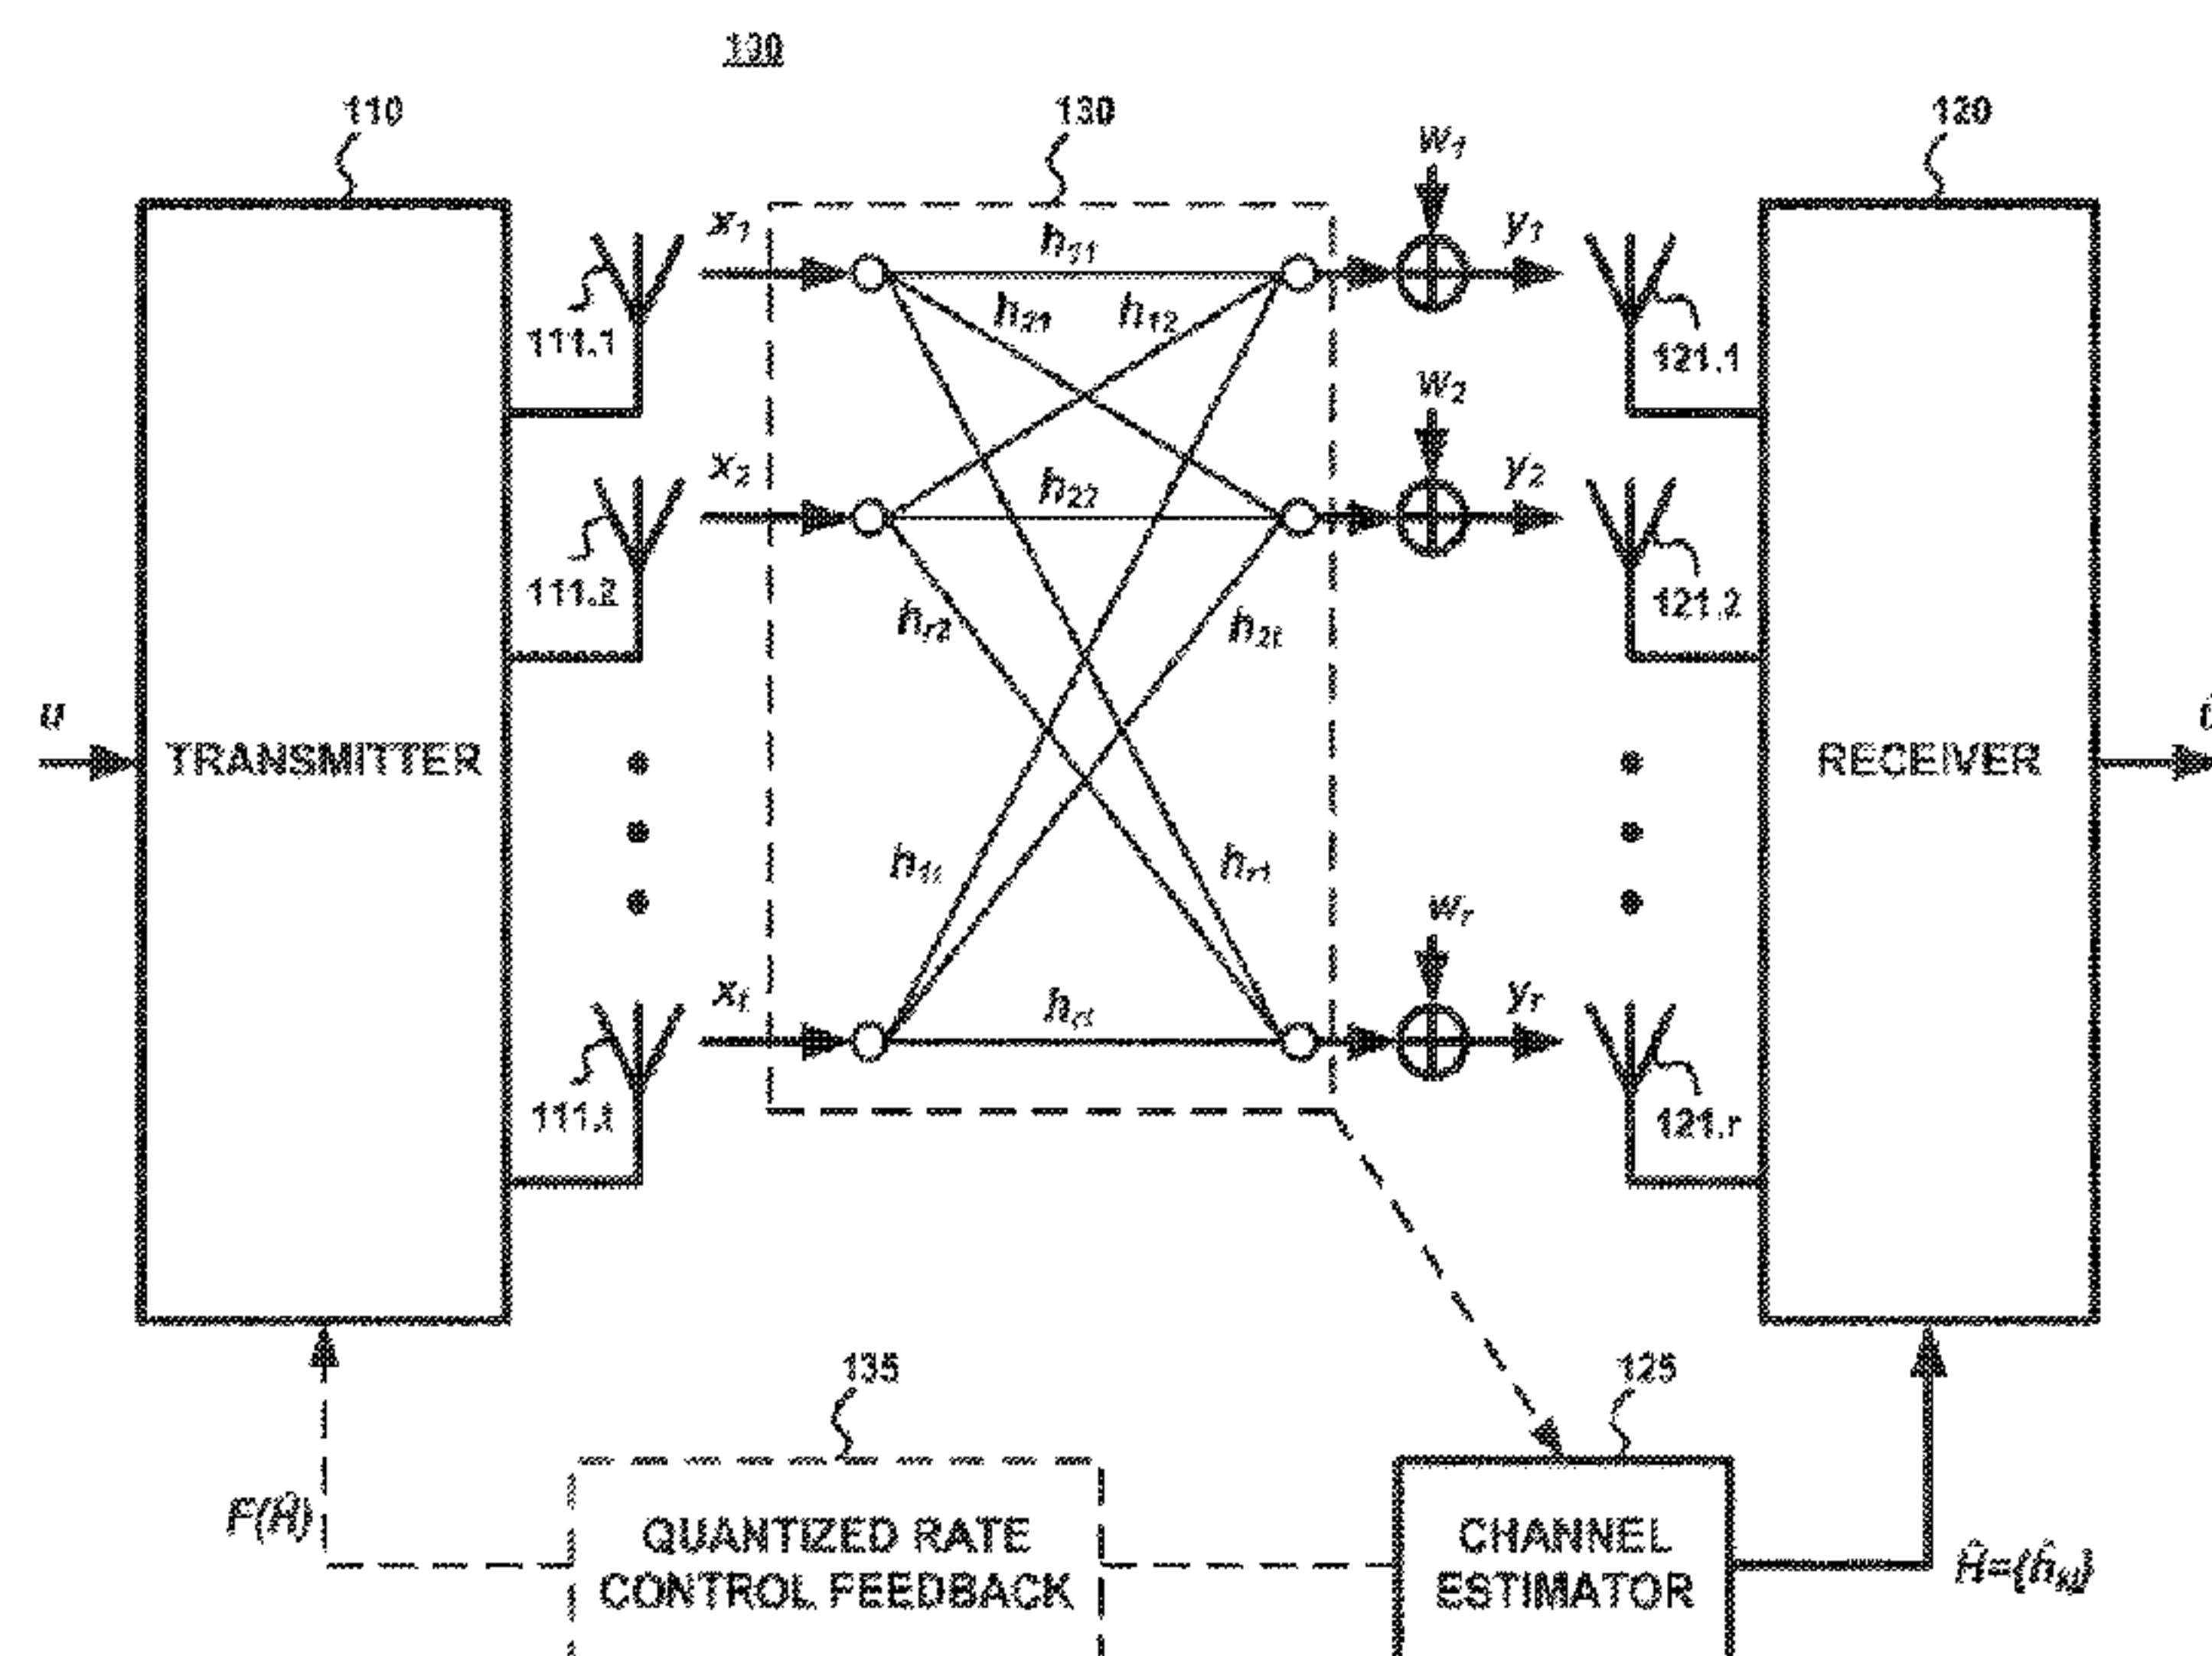 100
110
130
120
w₁
x₁
h₁₁
y₁
h₂₁
h₁₂
111.1
121.1
w₂
x₂
h₂₂
y₂
111.2
121.2
hᵣ₂
h₂ₜ
u
TRANSMITTER
RECEIVER
h₁ₜ
hᵣ₁
wᵣ
xₜ
hᵣₜ
yᵣ
111.t
121.r
135
125
F(Ĥ)
QUANTIZED RATE
CONTROL FEEDBACK
CHANNEL
ESTIMATOR